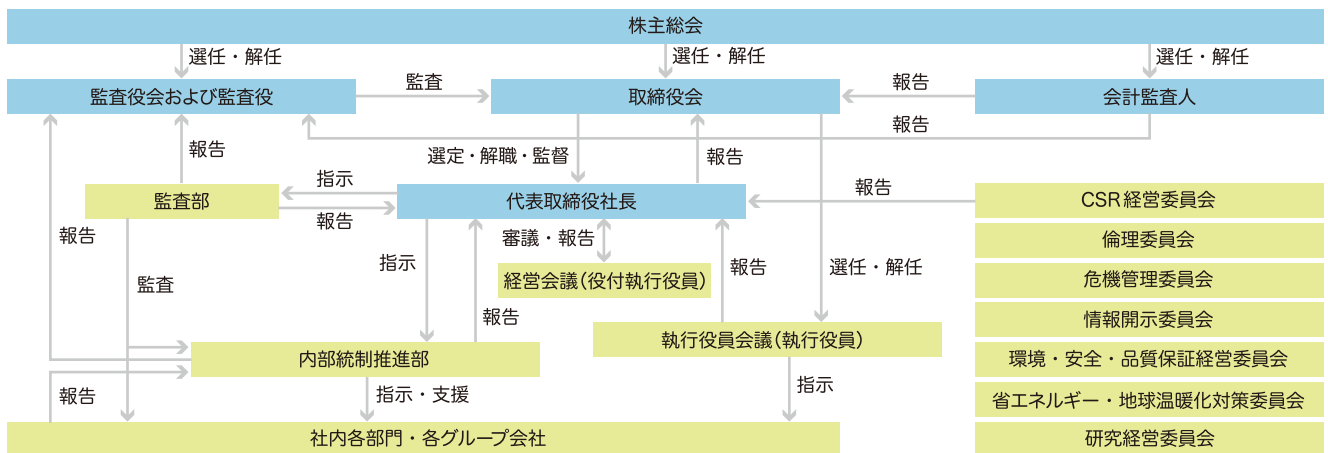 株主総会
選任・解任
選任・解任
選任・解任
監査役会および監査役
監査
取締役会
報告
会計監査人
報告
報告
選定・解職・監督
報告
指示
監査部
報告
代表取締役社長
報告
CSR経営委員会
倫理委員会
報告
審議・報告
指示
報告
選任・解任
経営会議(役付執行役員)
危機管理委員会
監査
報告
情報開示委員会
執行役員会議(執行役員)
内部統制推進部
環境・安全・品質保証経営委員会
報告
指示・支援
指示
省エネルギー・地球温暖化対策委員会
社内各部門・各グループ会社
研究経営委員会